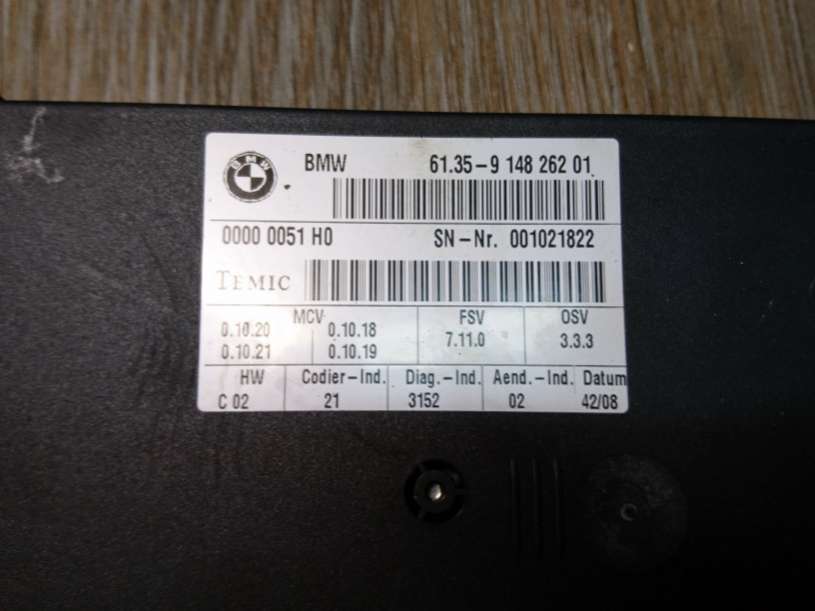 BMW
BMW 61.35-9 148 262 01
0000 0051 H0 SN-Nr. 001021822
TEMIC
MCV FSV OSV
0.10.20 0.10.18 7.11.0 3.3.3
0.10.21 0.10.19
HW Codier-Ind. Diag.-Ind. Aend.-Ind. Datum
C 02 21 3152 02 42/08